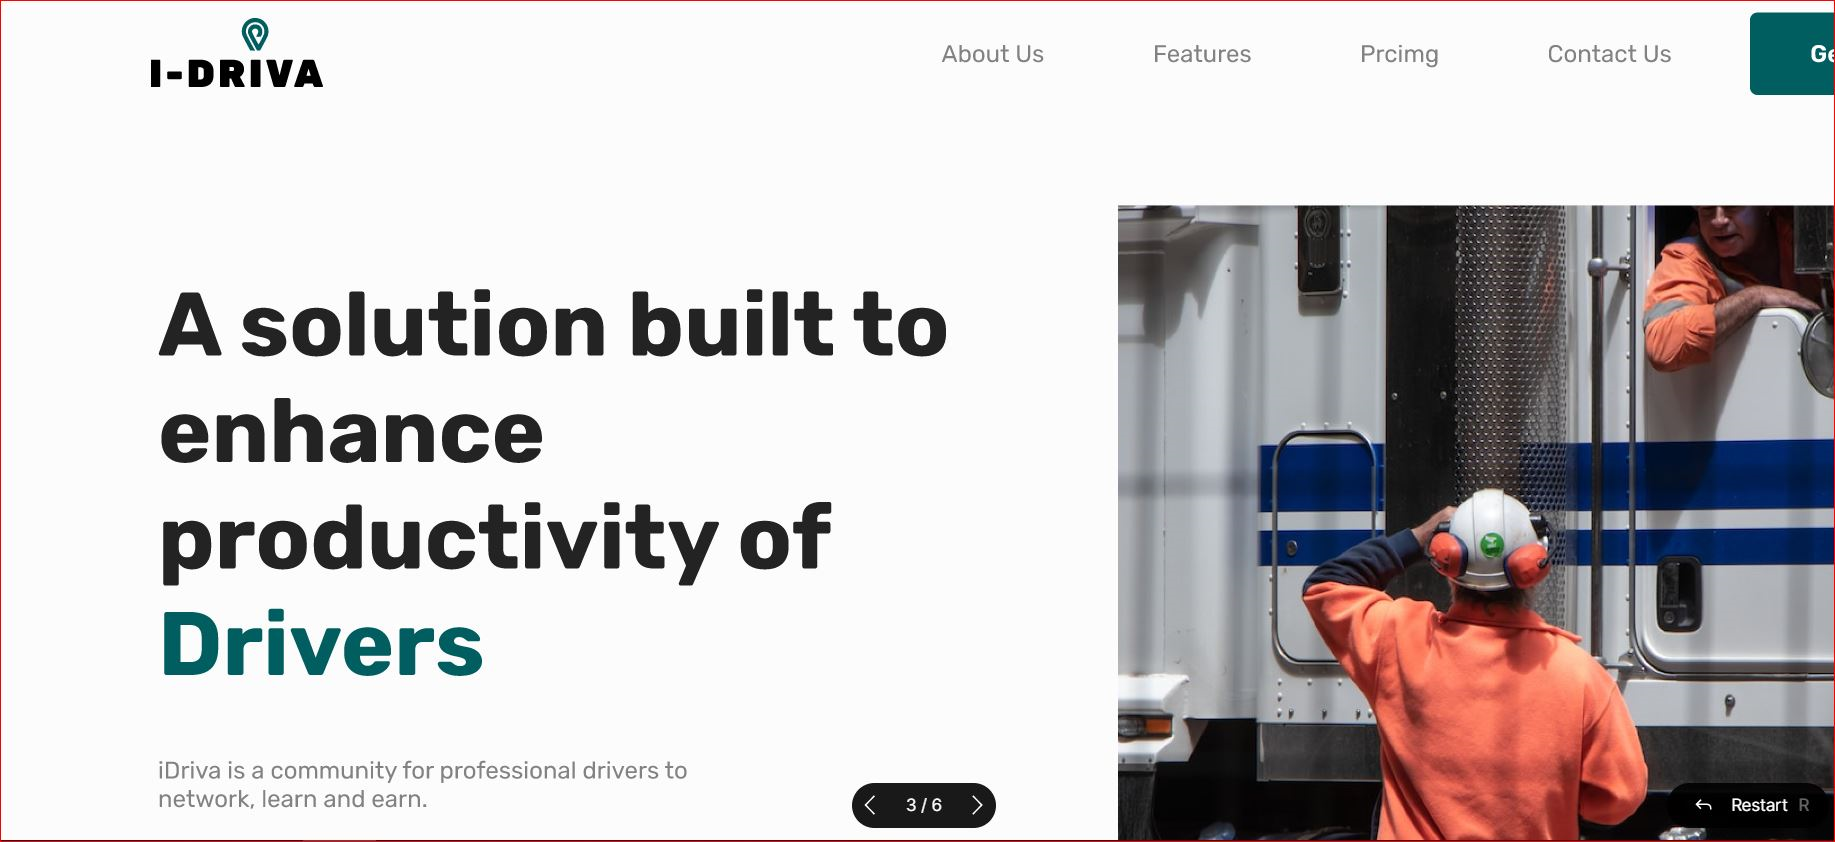 I-DRIVA
About Us
Features
Prcimg
Contact Us
Ge
A solution built to
enhance
productivity of
Drivers
iDriva is a community for professional drivers to
network, learn and earn.
3 / 6
Restart R